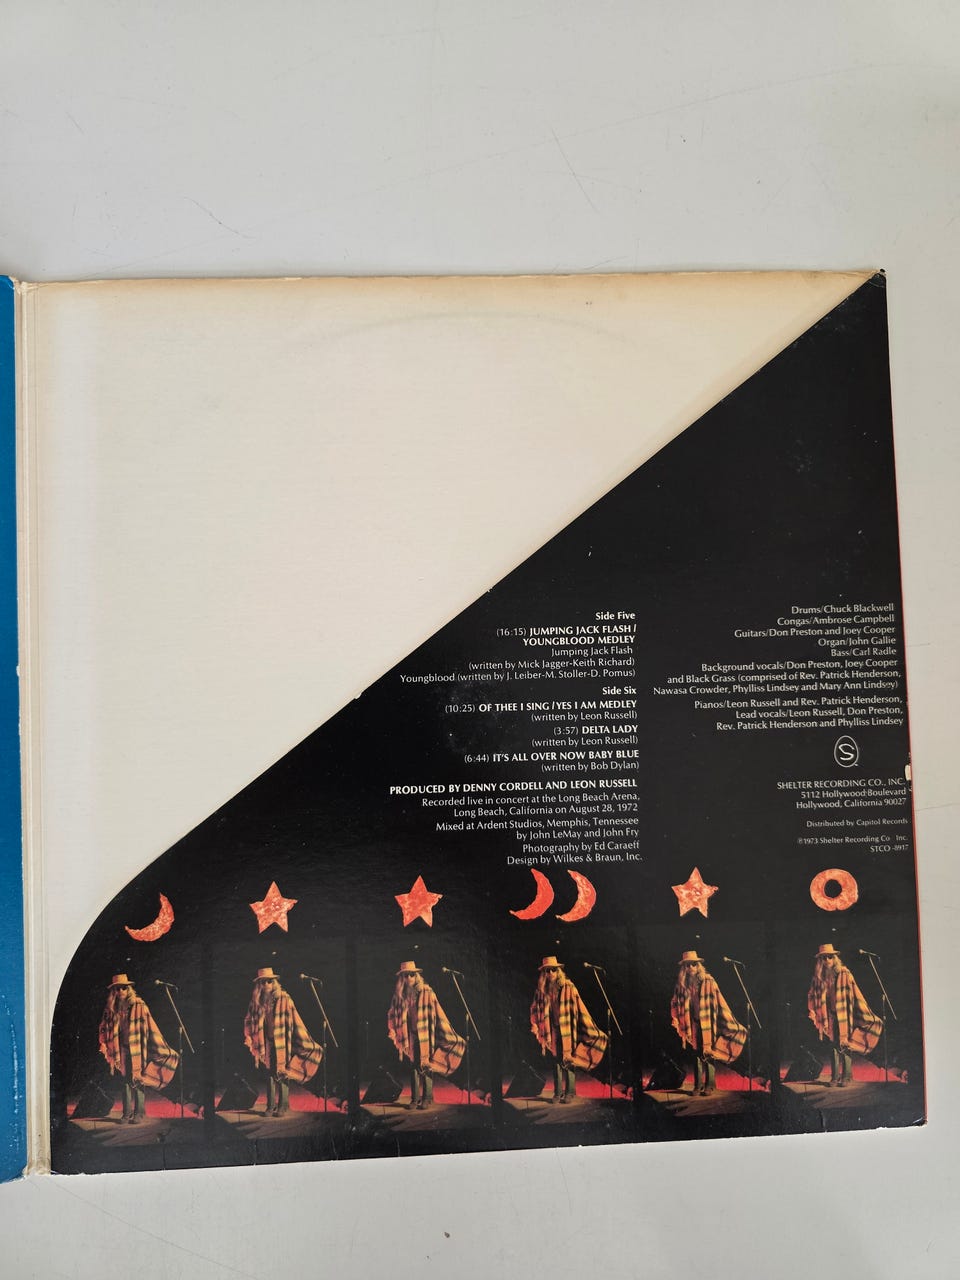 Side Five
(16:15) JUMPING JACK FLASH/
YOUNGBLOOD MEDLEY
Jumping Jack Flash
(written by Mick Jagger-Keith Richard)
Youngblood (written by J. Leiber-M. Stoller-D. Pomus)
Side Six
(10:25) OF THEE I SING/YES I AM MEDLEY
(written by Leon Russell)
(3:57) DELTA LADY
(written by Leon Russell)
(6:44) IT'S ALL OVER NOW BABY BLUE
(written by Bob Dylan)
PRODUCED BY DENNY CORDELL AND LEON RUSSELL
Recorded live in concert at the Long Beach Arena,
Long Beach, California on August 28, 1972
Mixed at Ardent Studios, Memphis, Tennessee
by John LeMay and John Fry
Photography by Ed Caraeff
Design by Wilkes & Braun, Inc.
Drums/Chuck Blackwell
Congas/Ambrose Campbell
Guitars/Don Preston and Joey Cooper
Organ/John Gallie
Bass/Carl Radle
Background vocals/Don Preston, Joey Cooper
and Black Grass (comprised of Rev. Patrick Henderson,
Nawasa Crowder, Phylliss Lindsey and Mary Ann Lindsey)
Pianos/Leon Russell and Rev. Patrick Henderson,
Lead vocals/Leon Russell, Don Preston,
Rev. Patrick Henderson and Phylliss Lindsey
S
SHELTER RECORDING CO., INC.
5112 Hollywood Boulevard
Hollywood, California 90027
Distributed by Capitol Records
℗1973 Shelter Recording Co. Inc.
STCO-8917